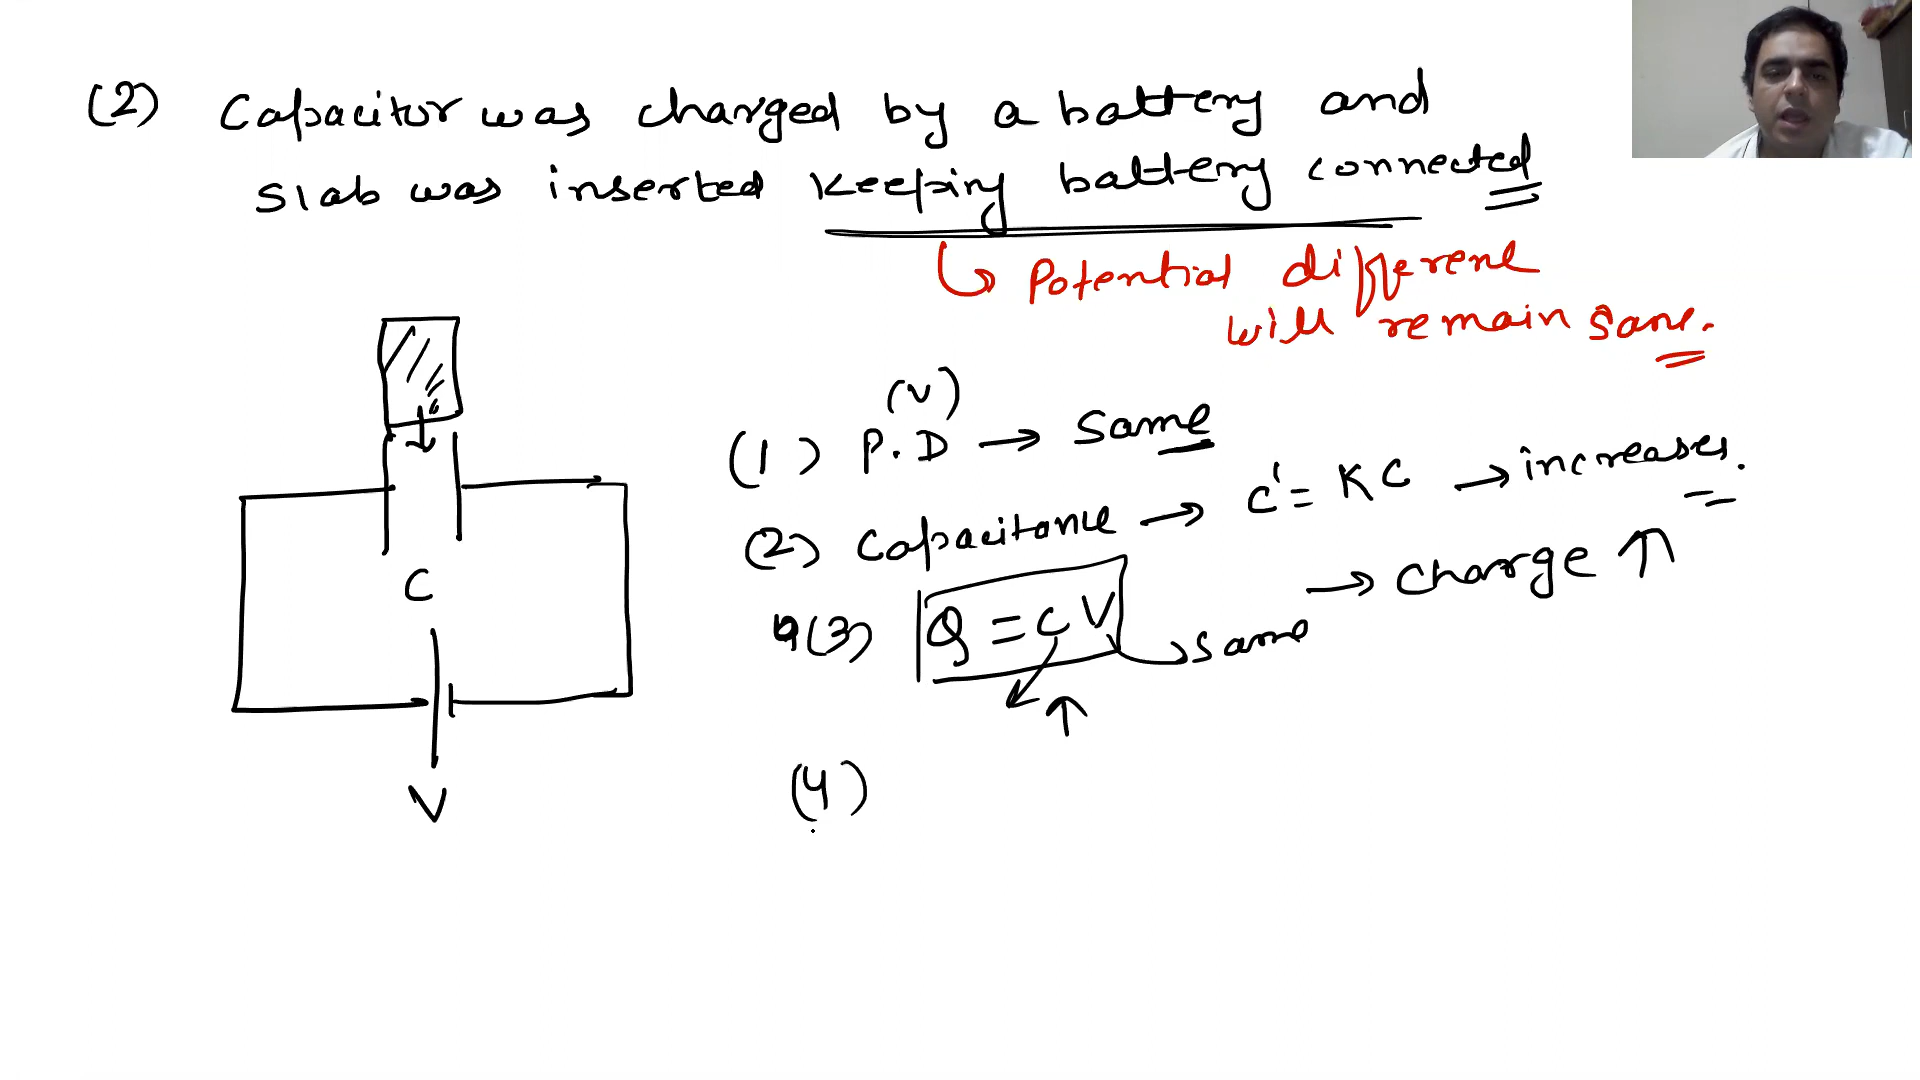 (2) Capacitor was charged by a battery and
slab was inserted keeping battery connected
Potential different
will remain same.
(V)
(1) P.D → Same
(2) Capacitance → C' = KC → increases.
(3) Q = CV → same → charge ↑
↑
(4)
C
V